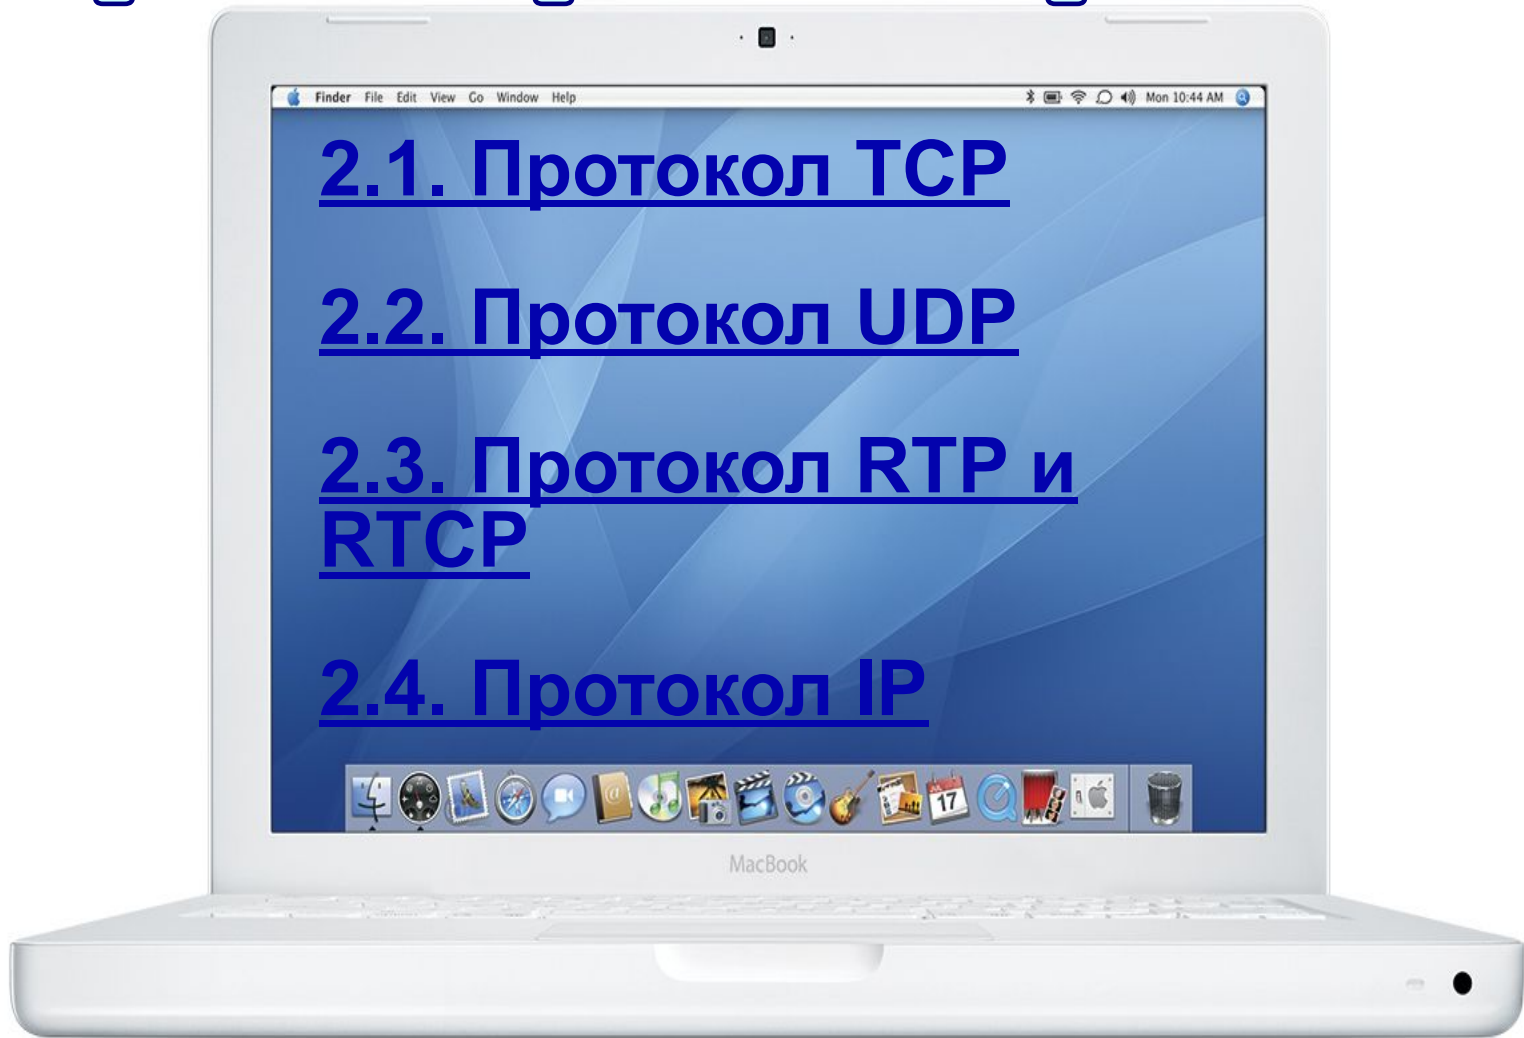 Finder File Edit View Go Window Help
Mon 10:44 AM
2.1. Протокол TCP
2.2. Протокол UDP
2.3. Протокол RTP и
RTCP
2.4. Протокол IP
17
MacBook